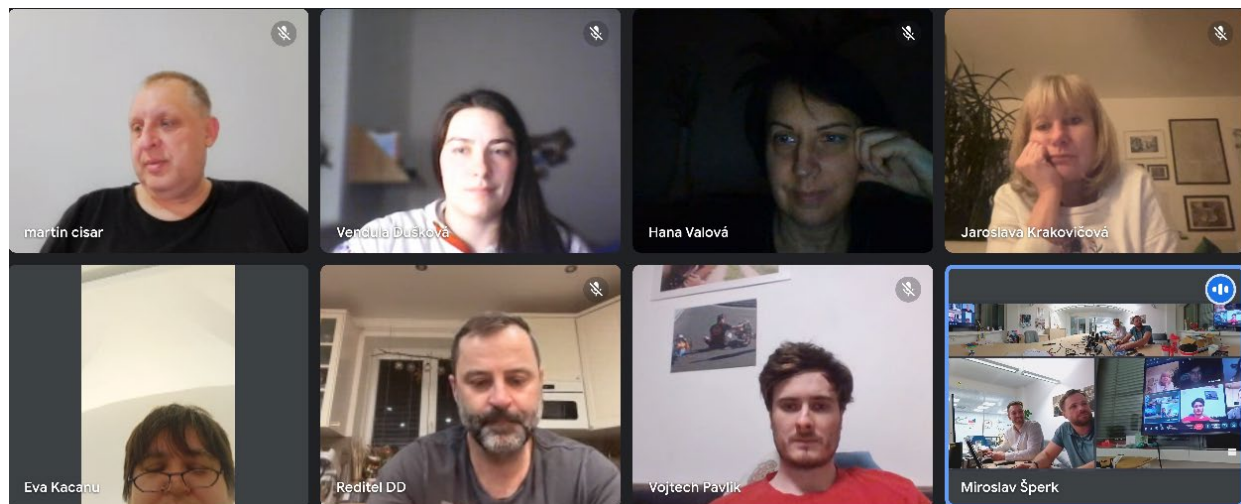 martin cisar
Vendula Dusková
Hana Valová
Jaroslava Krakovičová
Eva Kacanu
Reditel DD
Vojtech Pavlik
Miroslav Šperk